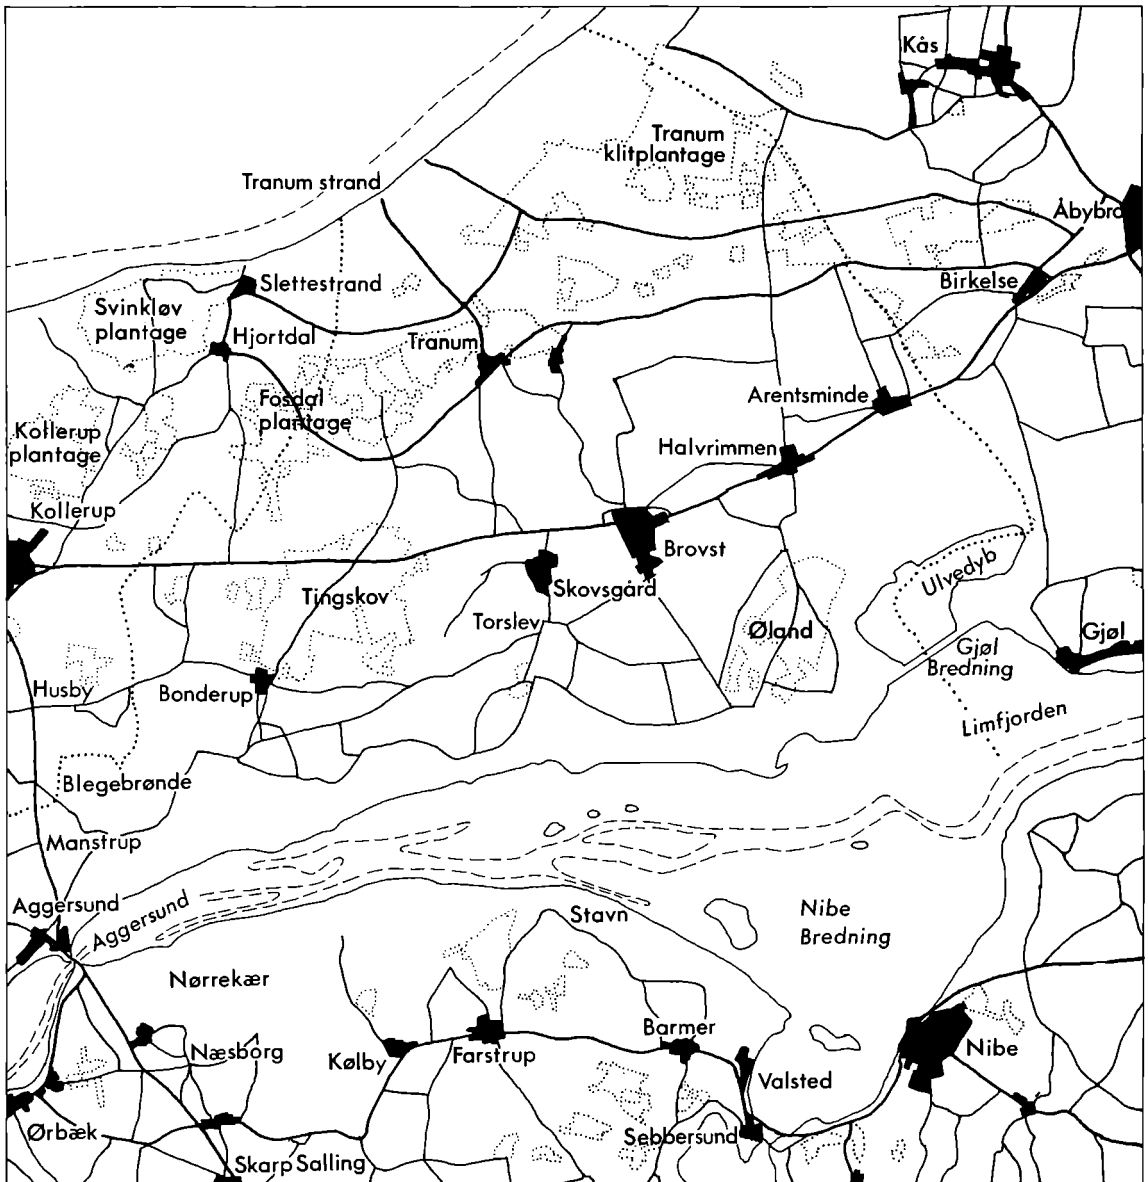 Kås
Tranum
klitplantage
Tranum strand
Åbybro
Slettestrand
Birkelse
Svinkløv
plantage
Hjortdal
Tranum
Fosdal
plantage
Arentsminde
Kollerup
plantage
Halvrimmen
Kollerup
Brovst
Ulvedyb
Skovsgård
Tingskov
Torslev
Øland
Gjøl
Gjøl
Bredning
Husby
Bonderup
Limfjorden
Blegebrønde
Manstrup
Aggersund
Aggersund
Stavn
Nibe
Bredning
Nørrekær
Barmer
Næsborg
Kølby
Farstrup
Nibe
Valsted
Ørbæk
Sebbersund
Skarp Salling